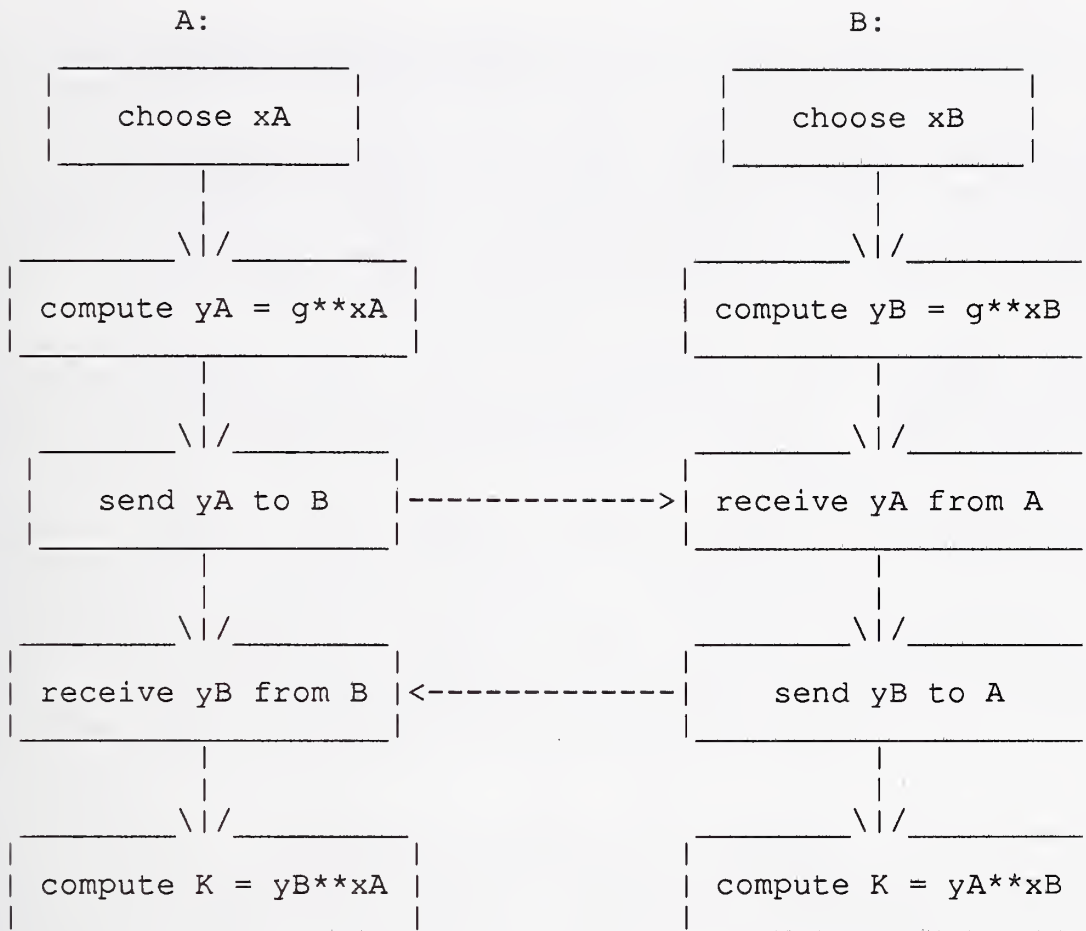 A: B:
choose xA choose xB
compute yA = g**xA compute yB = g**xB
send yA to B receive yA from A
receive yB from B send yB to A
compute K = yB**xA compute K = yA**xB